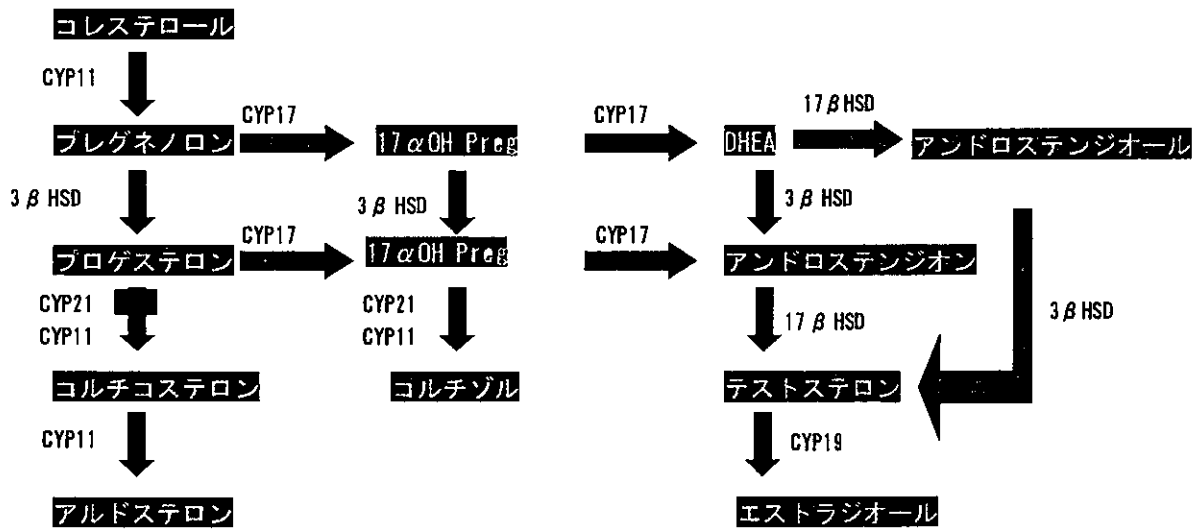 コレステロール
CYP11
CYP17
CYP17
17βHSD
プレグネノロン
17αOH Preg
DHEA
アンドロステンジオール
3βHSD
3βHSD
3βHSD
CYP17
CYP17
プロゲステロン
17αOH Preg
アンドロステンジオン
CYP21
CYP11
CYP21
CYP11
17βHSD
3βHSD
コルチコステロン
コルチゾル
テストステロン
CYP11
CYP19
アルドステロン
エストラジオール